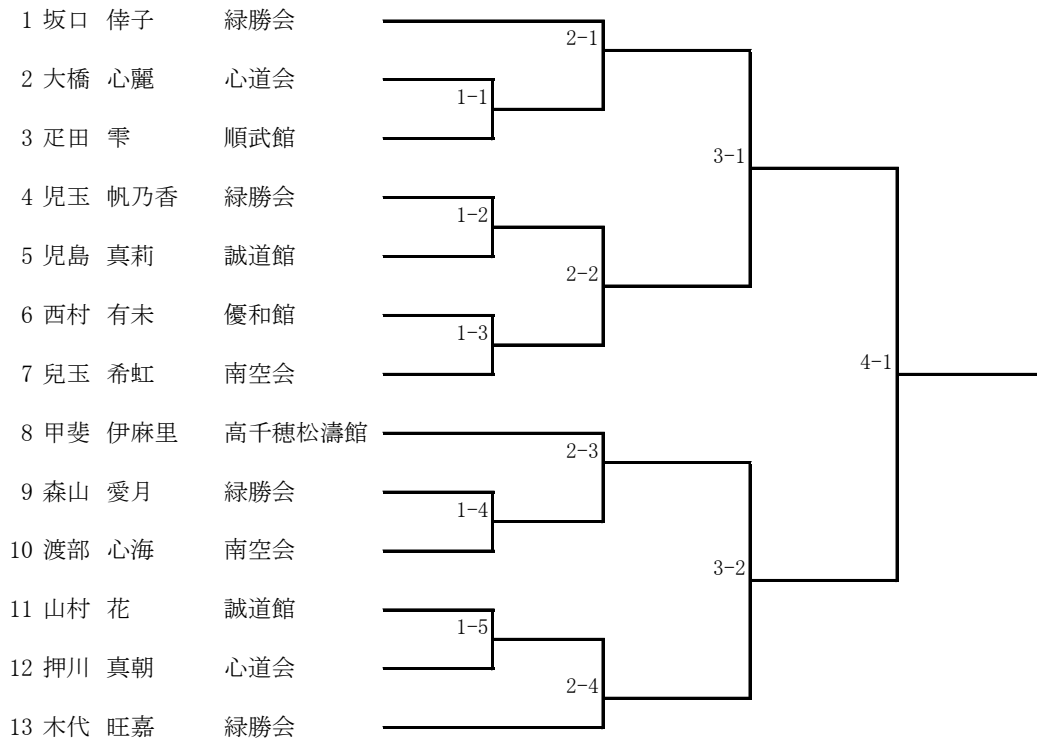 1 坂口 倖子 緑勝会
2-1
2 大橋 心麗 心道会
1-1
3 疋田 雫 順武館
3-1
4 児玉 帆乃香 緑勝会
1-2
5 児島 真莉 誠道館
2-2
6 西村 有未 優和館
1-3
7 兒玉 希虹 南空会
4-1
8 甲斐 伊麻里 高千穂松濤館
2-3
9 森山 愛月 緑勝会
1-4
10 渡部 心海 南空会
3-2
11 山村 花 誠道館
1-5
12 押川 真朝 心道会
2-4
13 木代 旺嘉 緑勝会